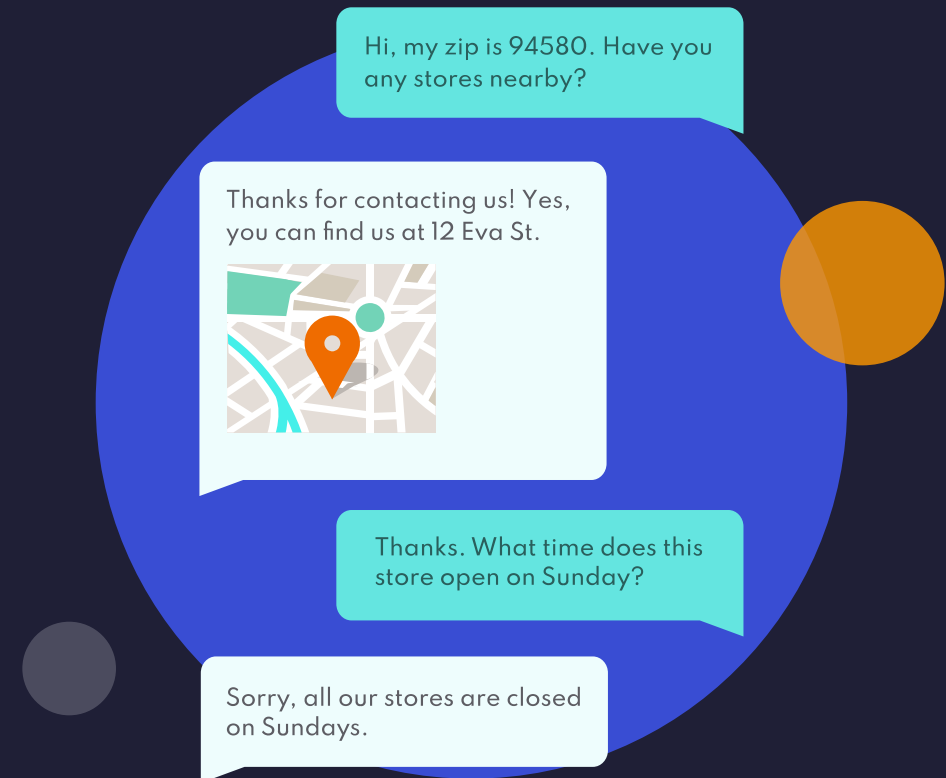 Hi, my zip is 94580. Have you
any stores nearby?
Thanks for contacting us! Yes,
you can find us at 12 Eva St.
Thanks. What time does this
store open on Sunday?
Sorry, all our stores are closed
on Sundays.